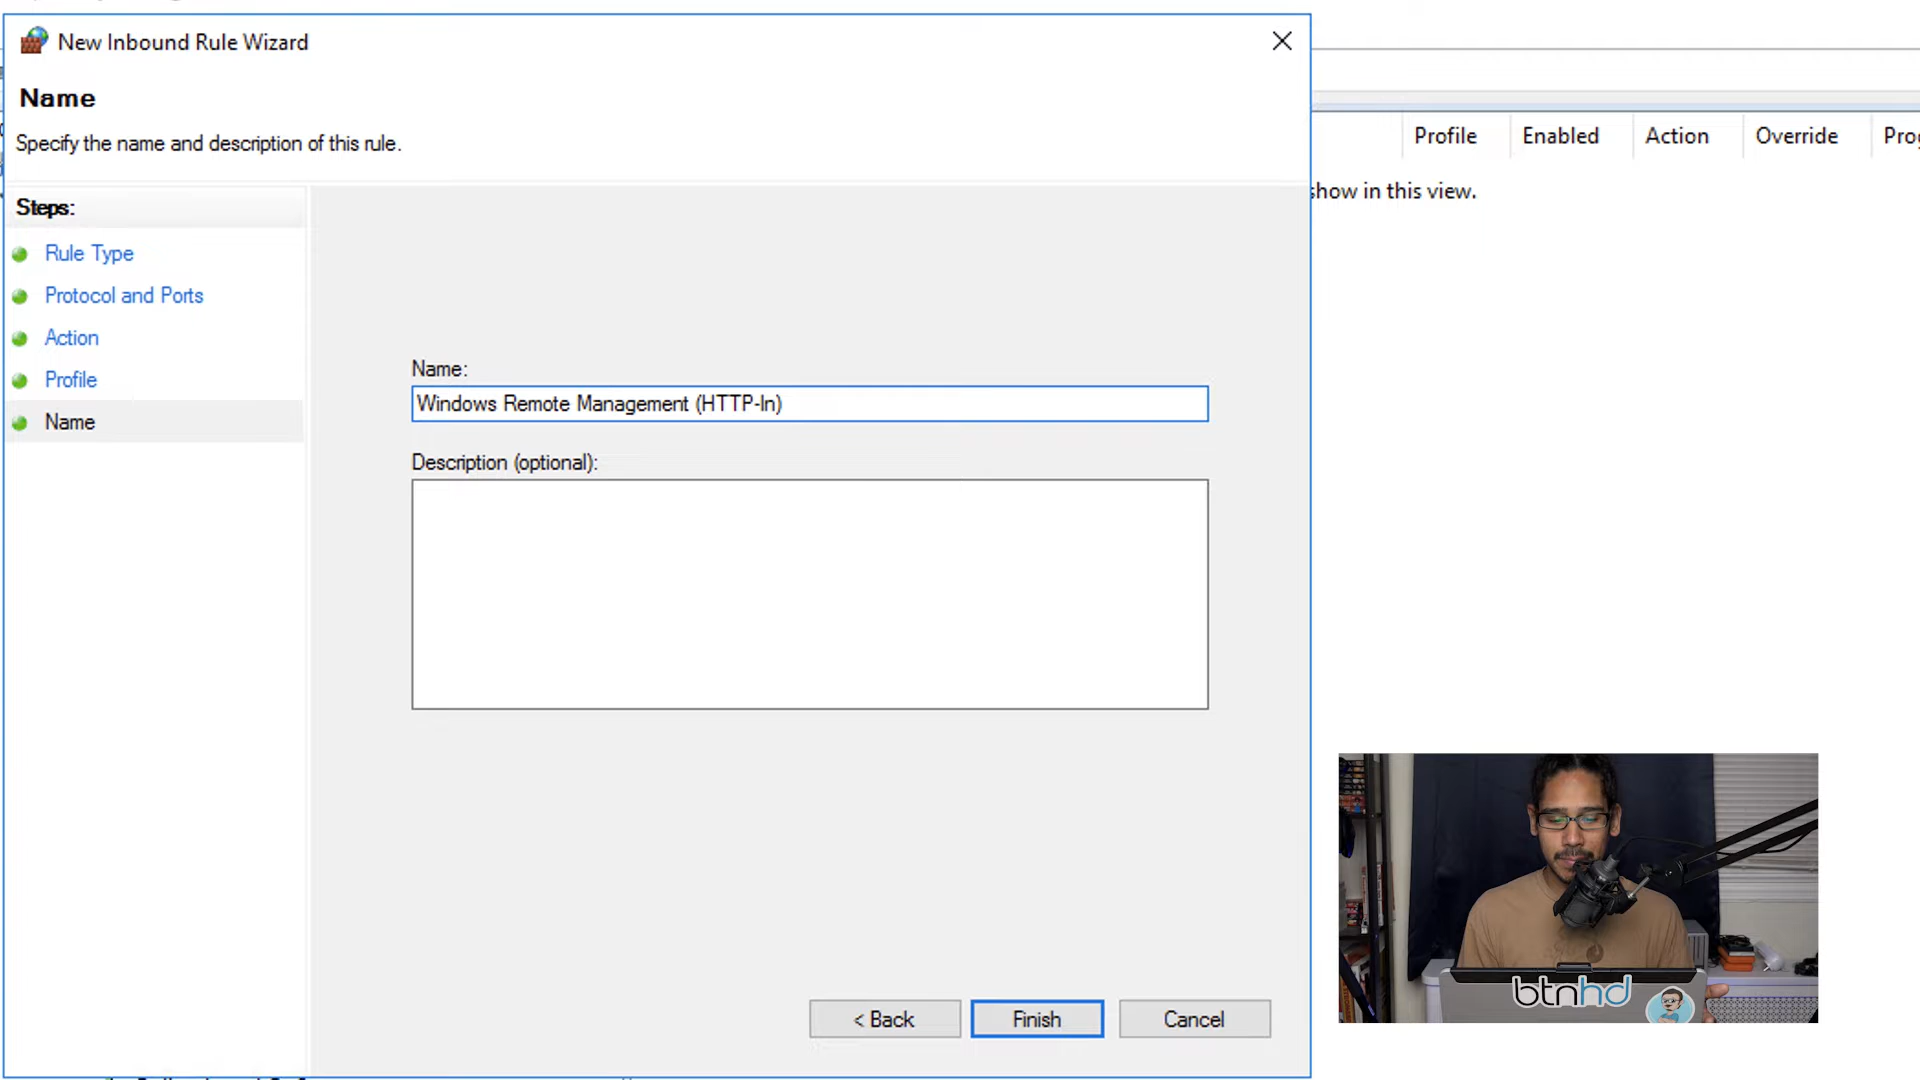 New Inbound Rule Wizard
Name
Specify the name and description of this rule.
Steps:
Rule Type
Protocol and Ports
Action
Profile
Name
Name:
Windows Remote Management (HTTP-In)
Description (optional):
< Back
Finish
Cancel
Profile
Enabled
Action
Override
show in this view.
btnhd